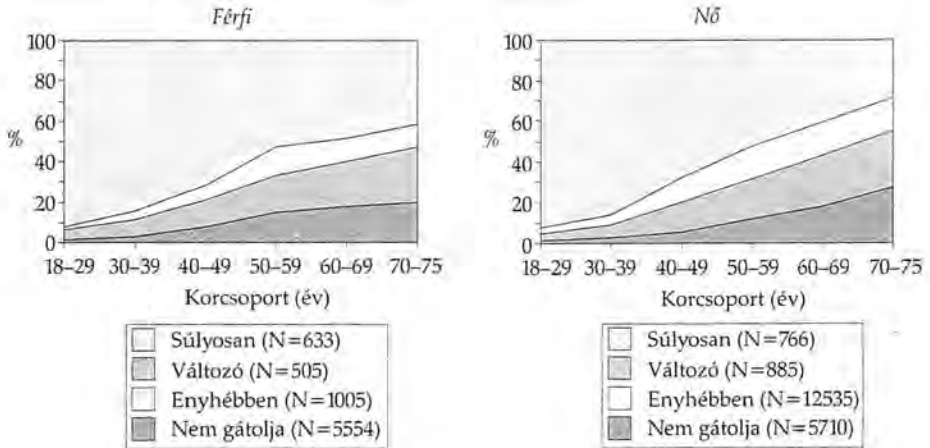 Férfi
100
80
60
%
40
20
0
18–29 30–39 40–49 50–59 60–69 70–75
Korcsoport (év)
Súlyosan (N=633)
Változó (N=505)
Enyhébben (N=1005)
Nem gátolja (N=5554)
Nő
100
80
60
%
40
20
0
18–29 30–39 40–49 50–59 60–69 70–75
Korcsoport (év)
Súlyosan (N=766)
Változó (N=885)
Enyhébben (N=12535)
Nem gátolja (N=5710)